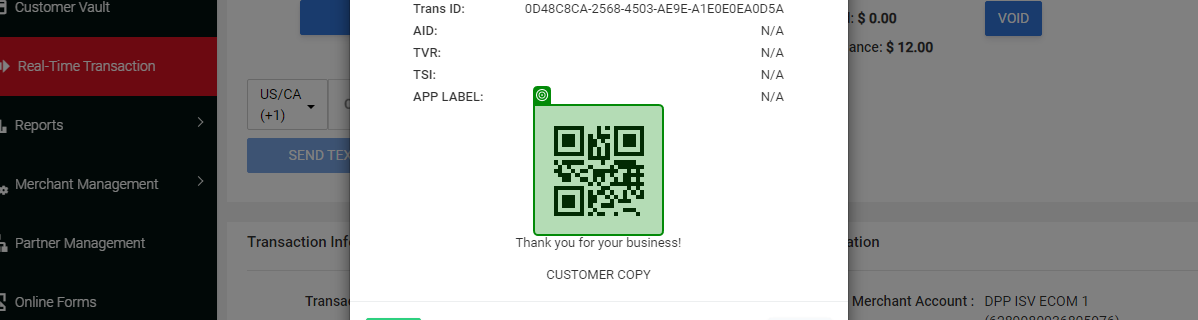 Customer Vault
Real-Time Transaction
Reports
Merchant Management
Partner Management
Online Forms
US/CA
(+1)
SEND TEX
Transaction Inf
Transa
Trans ID: 0D48C8CA-2568-4503-AE9E-A1E0E0EA0D5A
AID: N/A
TVR: N/A
TSI: N/A
APP LABEL: N/A
Thank you for your business!
CUSTOMER COPY
: $ 0.00
VOID
ance: $ 12.00
ation
Merchant Account : DPP ISV ECOM 1